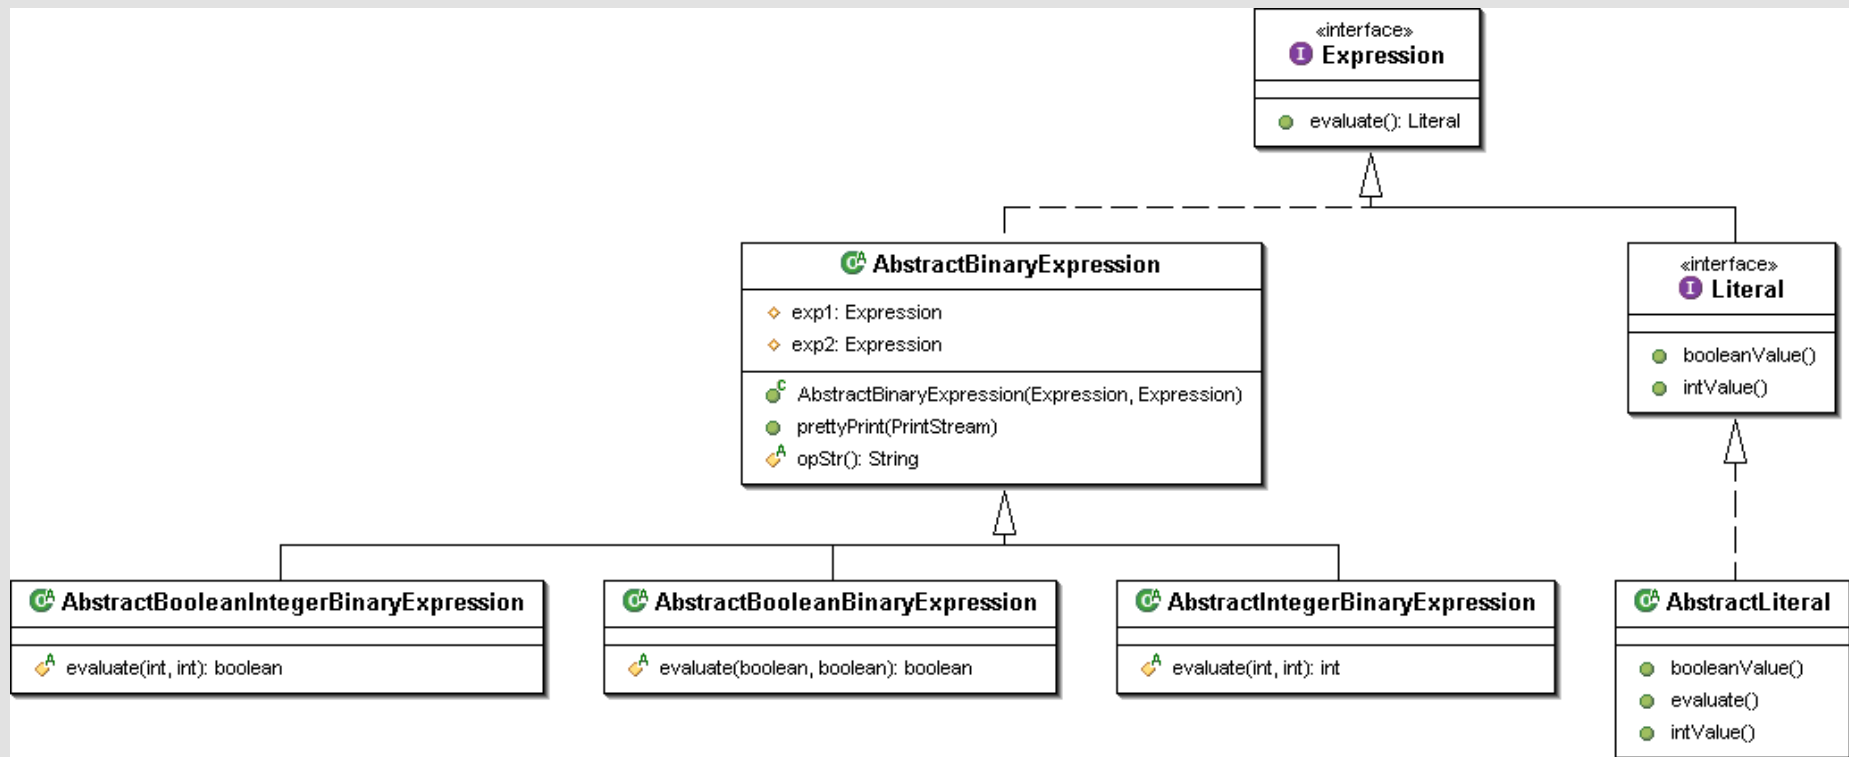 «interface»
I Expression
evaluate(): Literal
C A AbstractBinaryExpression
exp1: Expression
exp2: Expression
C AbstractBinaryExpression(Expression, Expression)
prettyPrint(PrintStream)
A opStr(): String
«interface»
I Literal
booleanValue()
intValue()
C A AbstractBooleanIntegerBinaryExpression
A evaluate(int, int): boolean
C A AbstractBooleanBinaryExpression
A evaluate(boolean, boolean): boolean
C A AbstractIntegerBinaryExpression
A evaluate(int, int): int
C A AbstractLiteral
booleanValue()
evaluate()
intValue()